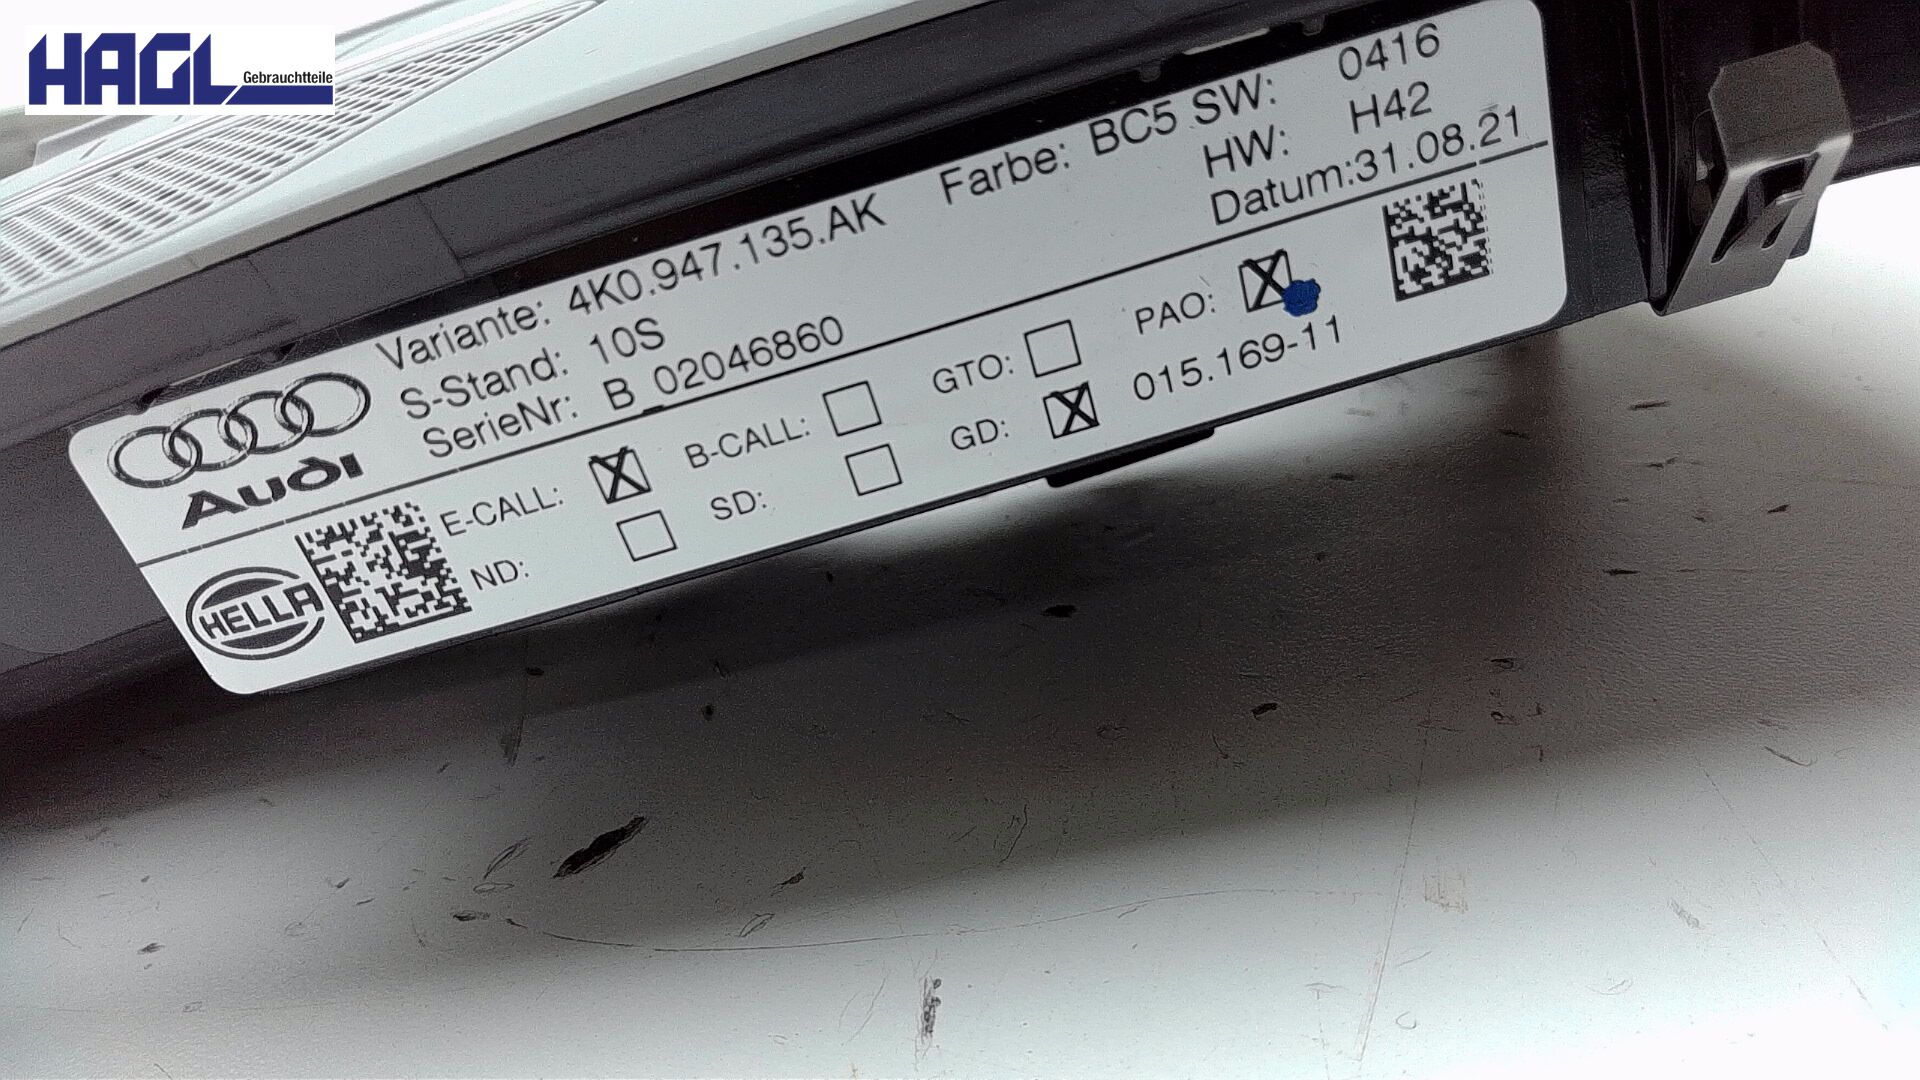 HAGL Gebrauchtteile
Variante: 4K0.947.135.AK Farbe: BC5 SW: 0416
S-Stand: 10S HW: H42
SerieNr: B_02046860 Datum:31.08.21
Audi
E-CALL: B-CALL: GTO: PAO:
ND: SD: GD: 015.169-11
HELLA